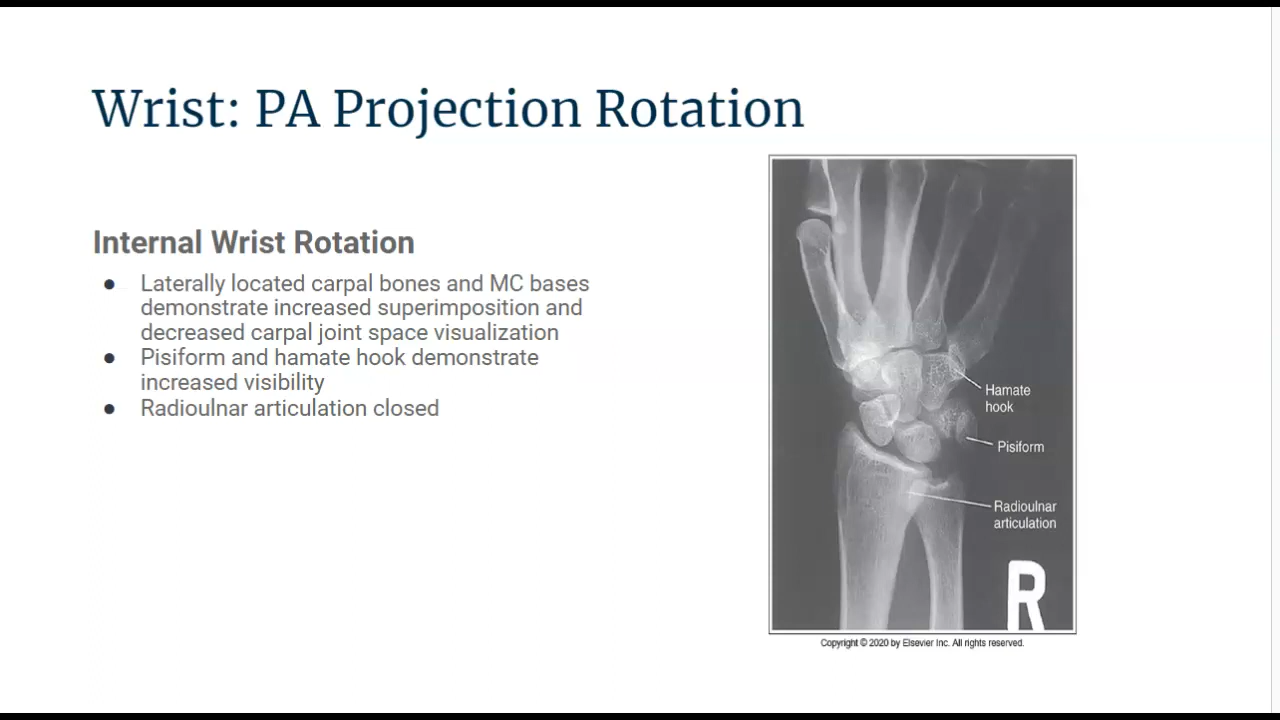 Wrist: PA Projection Rotation
Internal Wrist Rotation
● Laterally located carpal bones and MC bases
demonstrate increased superimposition and
decreased carpal joint space visualization
● Pisiform and hamate hook demonstrate
increased visibility
● Radioulnar articulation closed
Hamate
hook
Pisiform
Radioulnar
articulation
R
Copyright © 2020 by Elsevier Inc. All rights reserved.